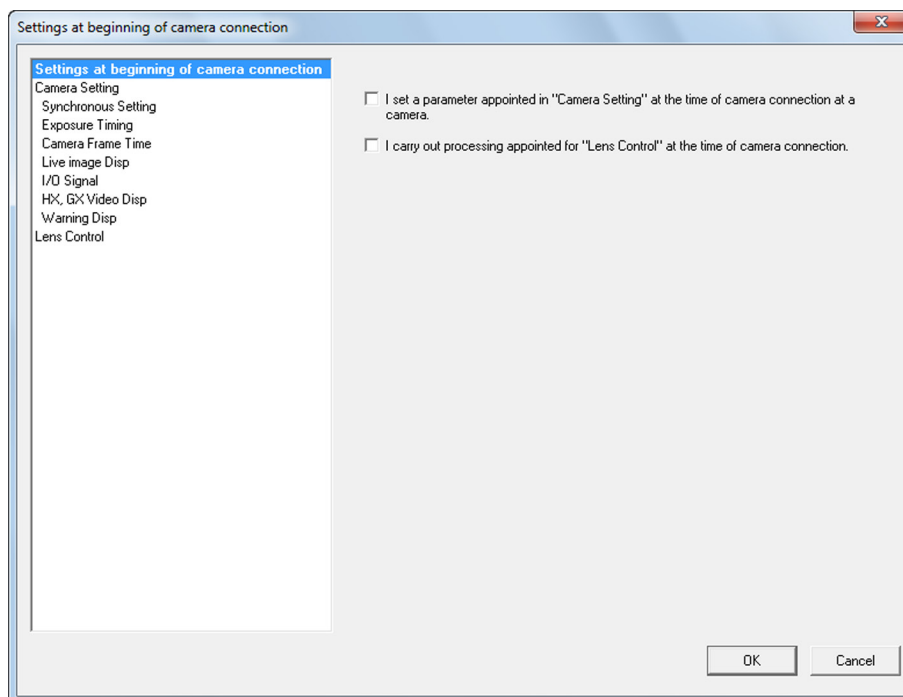 Settings at beginning of camera connection
Settings at beginning of camera connection
Camera Setting
Synchronous Setting
Exposure Timing
Camera Frame Time
Live image Disp
I/O Signal
HX, GX Video Disp
Warning Disp
Lens Control
I set a parameter appointed in "Camera Setting" at the time of camera connection at a
camera.
I carry out processing appointed for "Lens Control" at the time of camera connection.
OK
Cancel